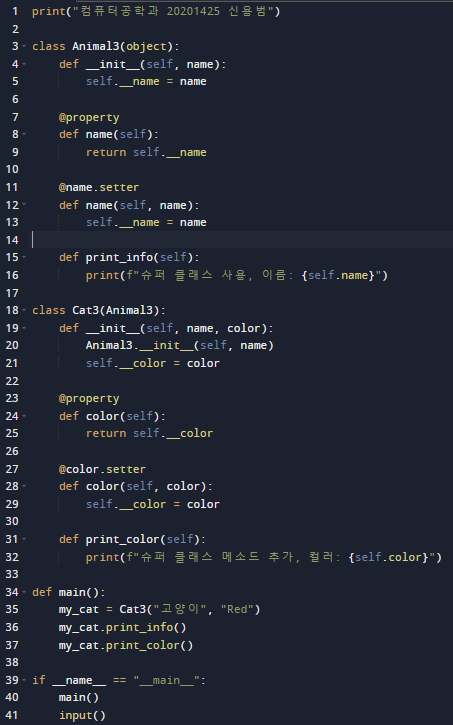 1 print("컴퓨터공학과 20201425 신용범")
2
3 class Animal3(object):
4     def __init__(self, name):
5         self.__name = name
6
7     @property
8     def name(self):
9         return self.__name
10
11     @name.setter
12     def name(self, name):
13         self.__name = name
14
15     def print_info(self):
16         print(f"슈퍼 클래스 사용, 이름: {self.name}")
17
18 class Cat3(Animal3):
19     def __init__(self, name, color):
20         Animal3.__init__(self, name)
21         self.__color = color
22
23     @property
24     def color(self):
25         return self.__color
26
27     @color.setter
28     def color(self, color):
29         self.__color = color
30
31     def print_color(self):
32         print(f"슈퍼 클래스 메소드 추가, 컬러: {self.color}")
33
34 def main():
35     my_cat = Cat3("고양이", "Red")
36     my_cat.print_info()
37     my_cat.print_color()
38
39 if __name__ == "__main__":
40     main()
41     input()